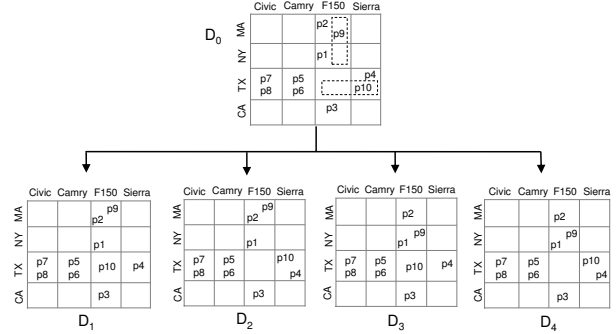 Civic Camry F150 Sierra
D0
MA p2 p9
NY p1
TX p7 p8 p5 p6 p4 p10
CA p3
Civic Camry F150 Sierra
MA p2 p9
NY p1
TX p7 p8 p5 p6 p10 p4
CA p3
D1
Civic Camry F150 Sierra
MA p2 p9
NY p1
TX p7 p8 p5 p6 p10 p4
CA p3
D2
Civic Camry F150 Sierra
MA p2
NY p1 p9
TX p7 p8 p5 p6 p10 p4
CA p3
D3
Civic Camry F150 Sierra
MA p2
NY p1 p9
TX p7 p8 p5 p6 p10 p4
CA p3
D4